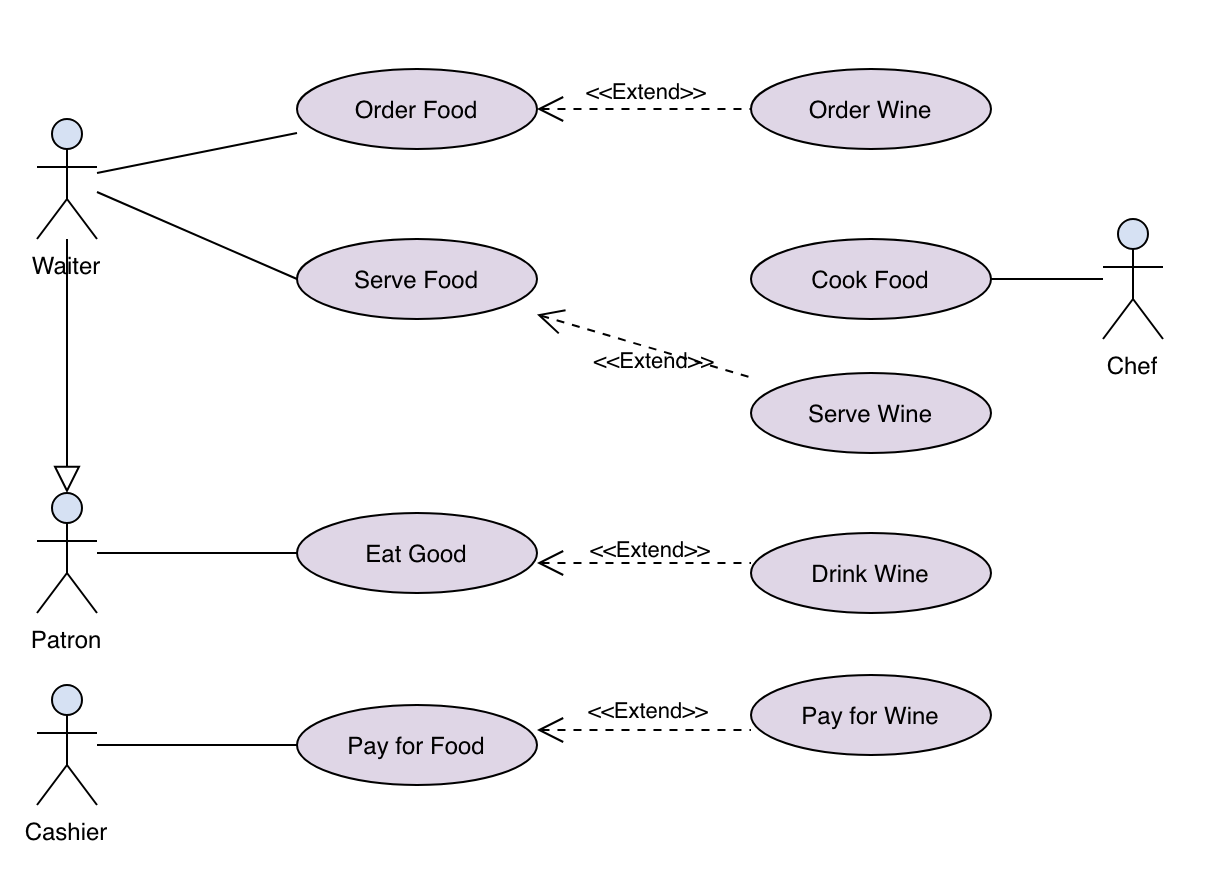 Order Food
<<Extend>>
Order Wine
Waiter
Serve Food
Cook Food
<<Extend>>
Chef
Serve Wine
Eat Good
<<Extend>>
Drink Wine
Patron
Pay for Food
<<Extend>>
Pay for Wine
Cashier